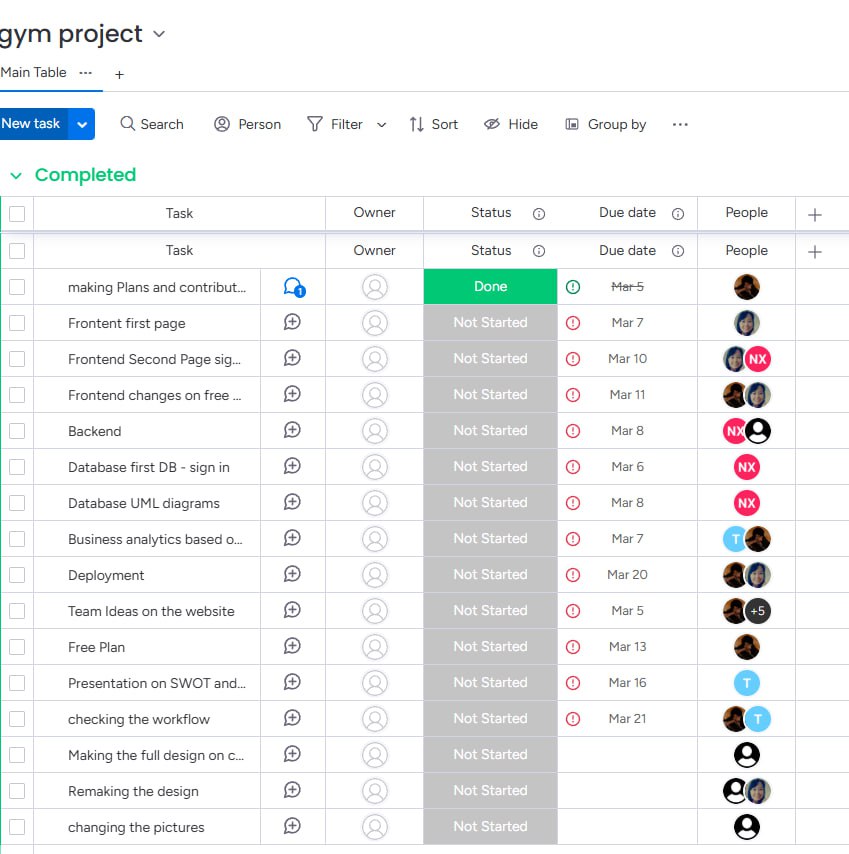 gym project
Main Table ... +
New task Search Person Filter Sort Hide Group by ...
Completed
Task Owner Status Due date People +
Task Owner Status Due date People +
making Plans and contribut... 1 Done Mar 5
Frontent first page Not Started Mar 7
Frontend Second Page sig... Not Started Mar 10 NX
Frontend changes on free ... Not Started Mar 11
Backend Not Started Mar 8 NX
Database first DB - sign in Not Started Mar 6 NX
Database UML diagrams Not Started Mar 8 NX
Business analytics based o... Not Started Mar 7 T
Deployment Not Started Mar 20
Team Ideas on the website Not Started Mar 5 +5
Free Plan Not Started Mar 13
Presentation on SWOT and... Not Started Mar 16 T
checking the workflow Not Started Mar 21 T
Making the full design on c... Not Started
Remaking the design Not Started
changing the pictures Not Started